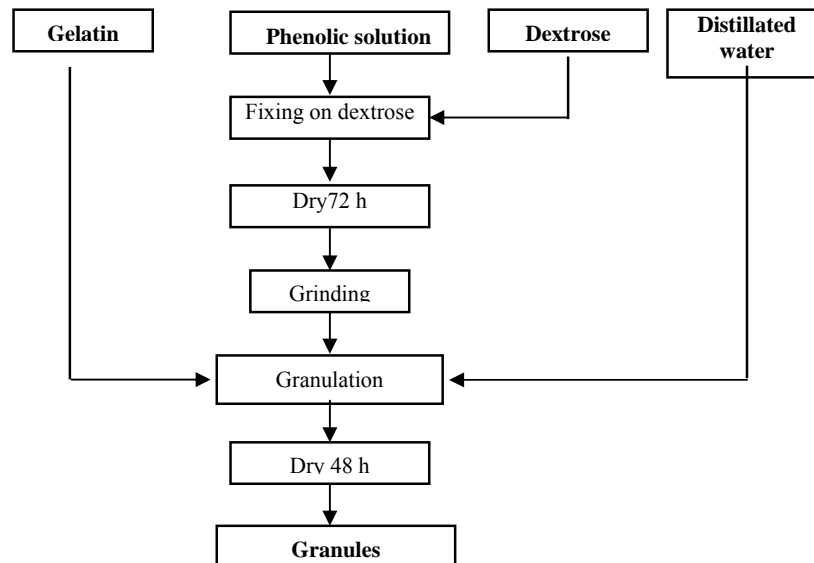 Gelatin
Phenolic solution
Dextrose
Distillated
water
Fixing on dextrose
Dry72 h
Grinding
Granulation
Dry 48 h
Granules